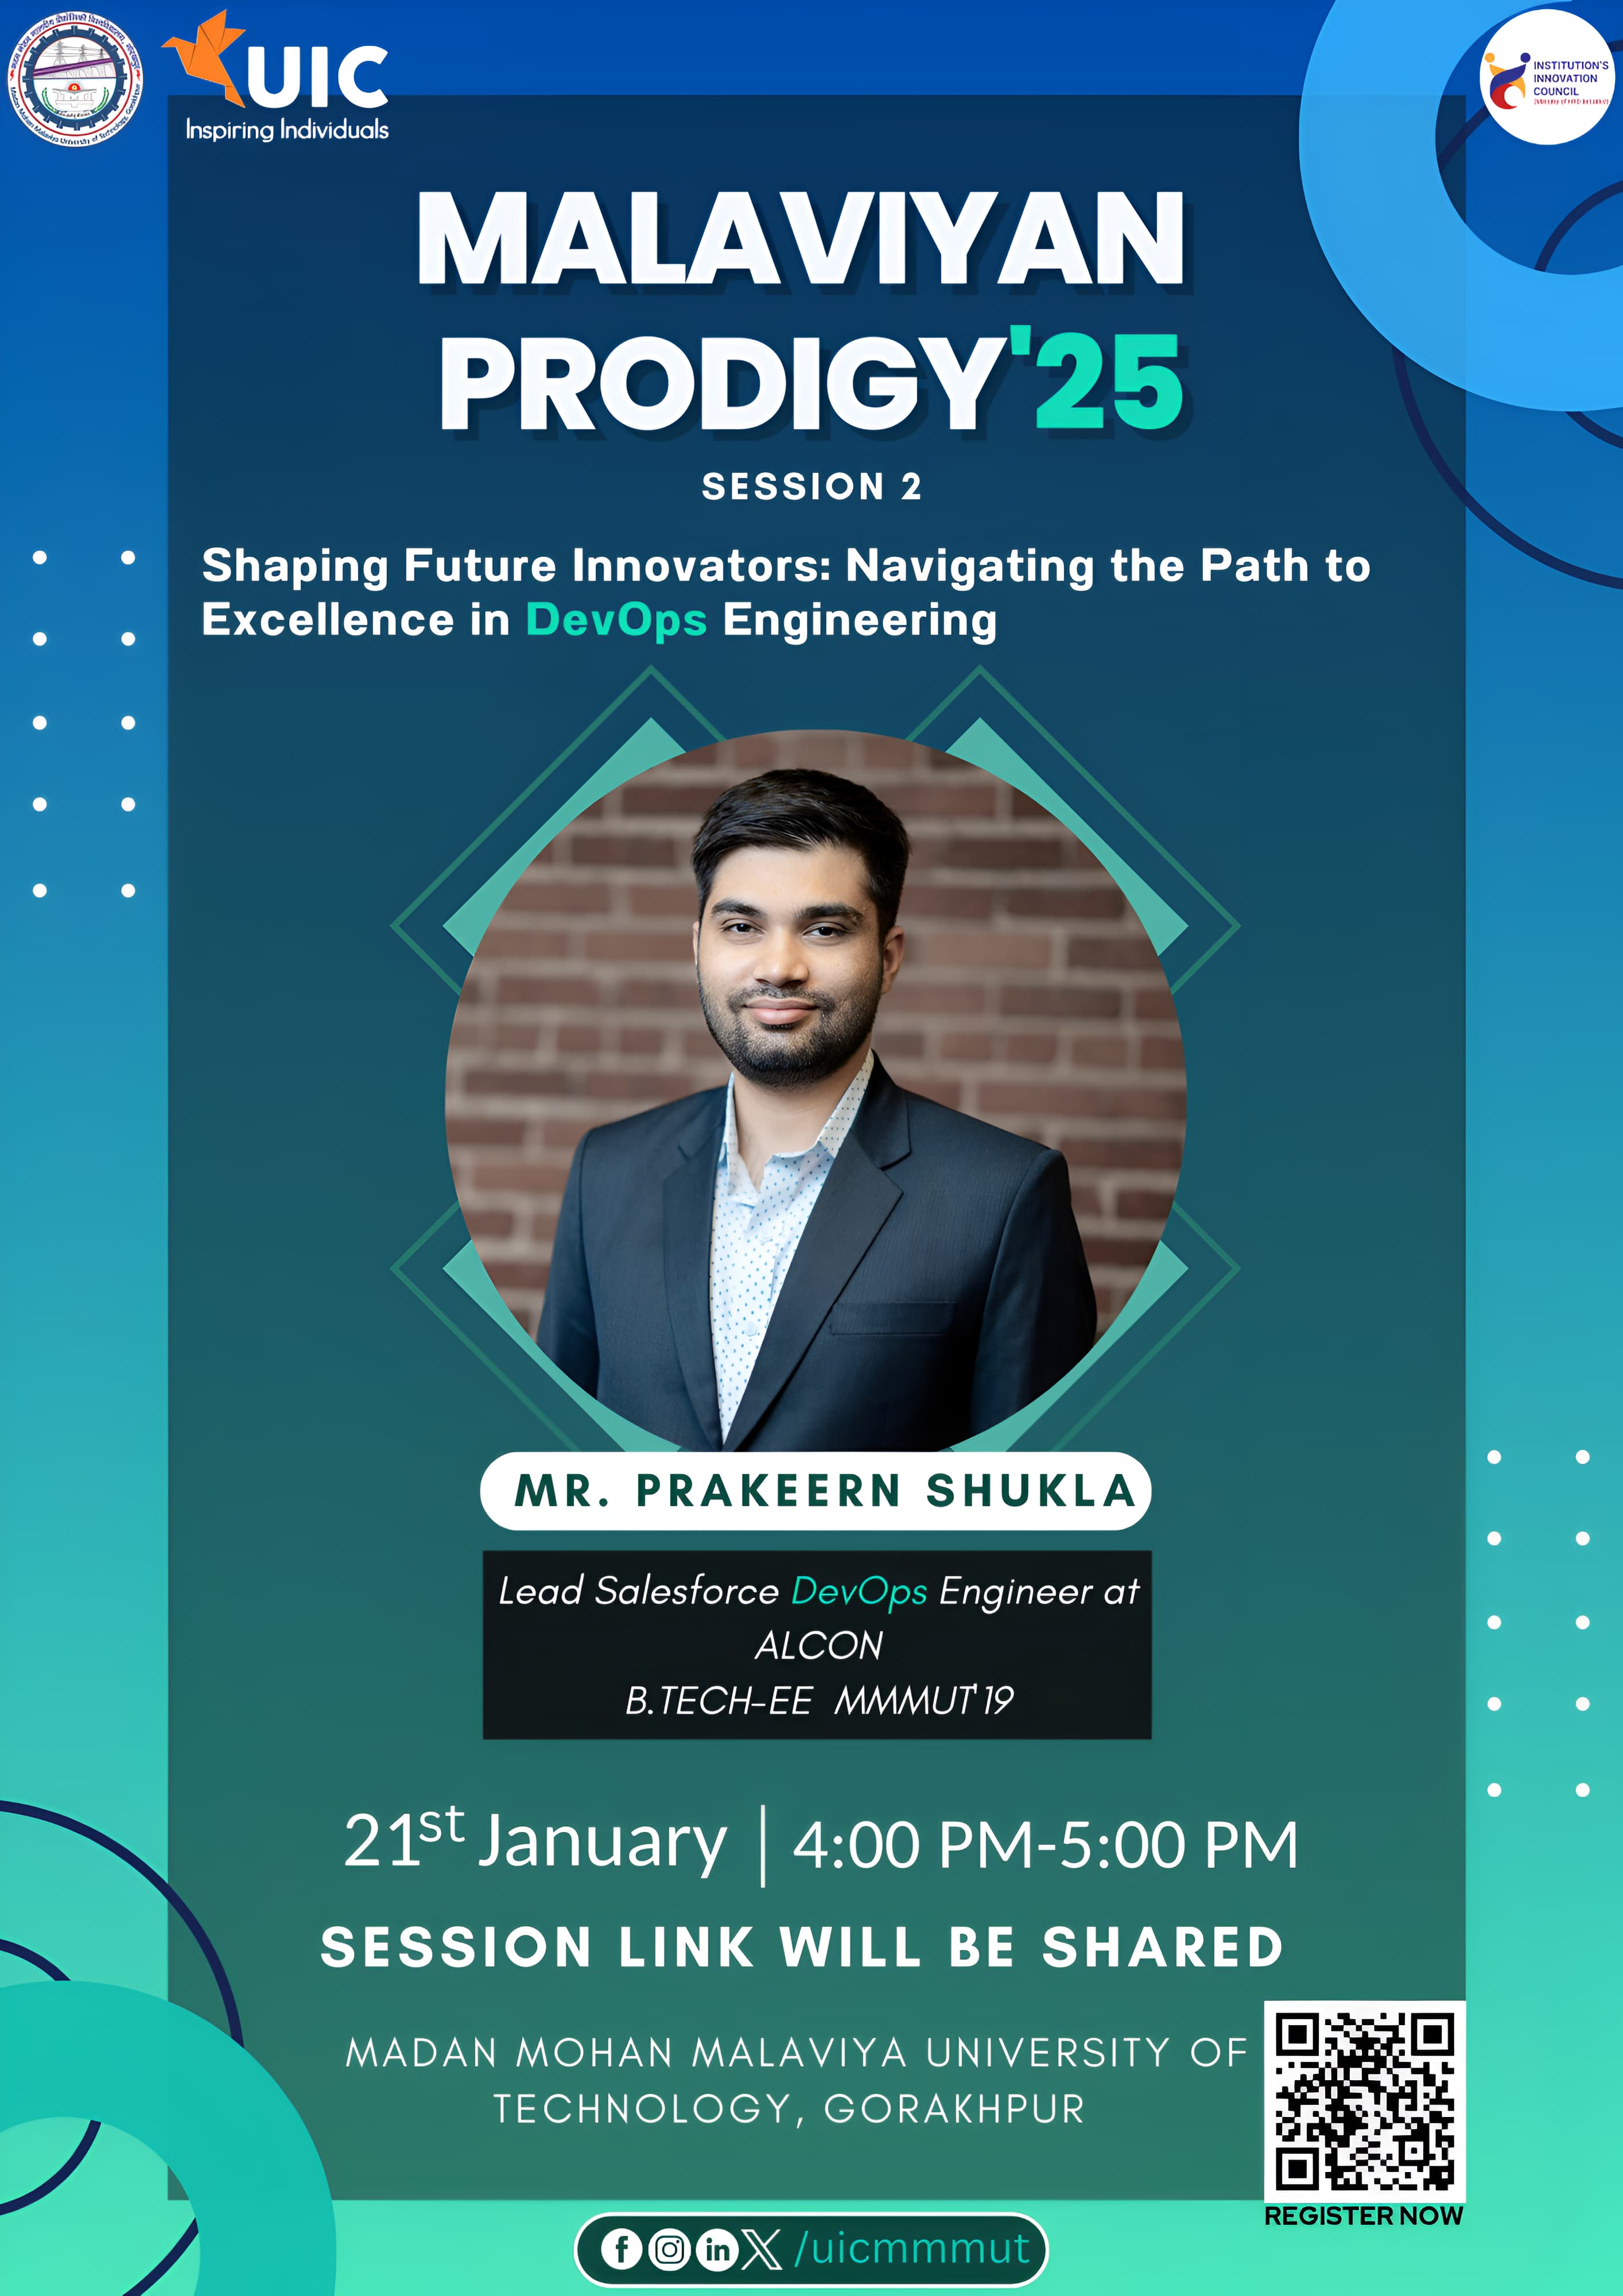 UIC
Inspiring Individuals
INSTITUTION'S
INNOVATION
COUNCIL
MALAVIYAN
PRODIGY'25
SESSION 2
Shaping Future Innovators: Navigating the Path to
Excellence in DevOps Engineering
MR. PRAKEERN SHUKLA
Lead Salesforce DevOps Engineer at
ALCON
B.TECH-EE MMMUT'19
21st January | 4:00 PM-5:00 PM
SESSION LINK WILL BE SHARED
MADAN MOHAN MALAVIYA UNIVERSITY OF
TECHNOLOGY, GORAKHPUR
REGISTER NOW
/uicmmmut